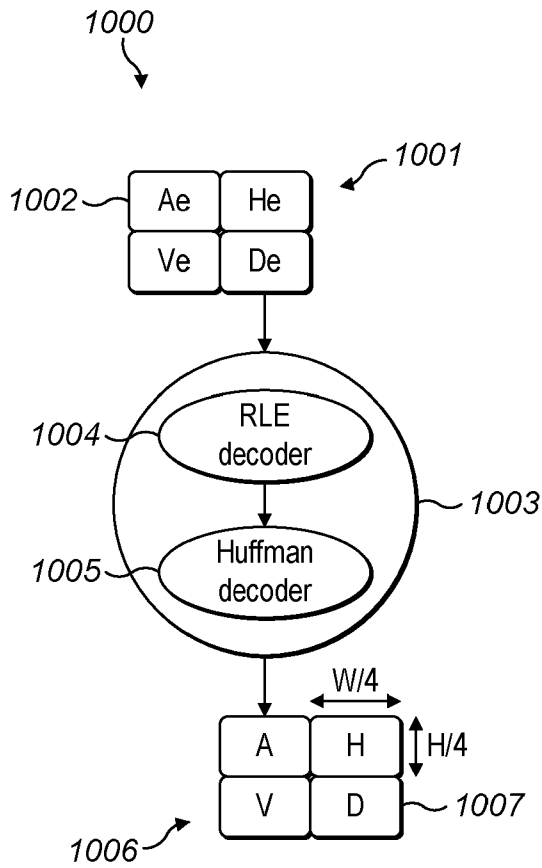 1000
1001
1002
Ae He
Ve De
RLE
decoder
1004
1003
Huffman
decoder
1005
W/4
A H
H/4
V D
1007
1006